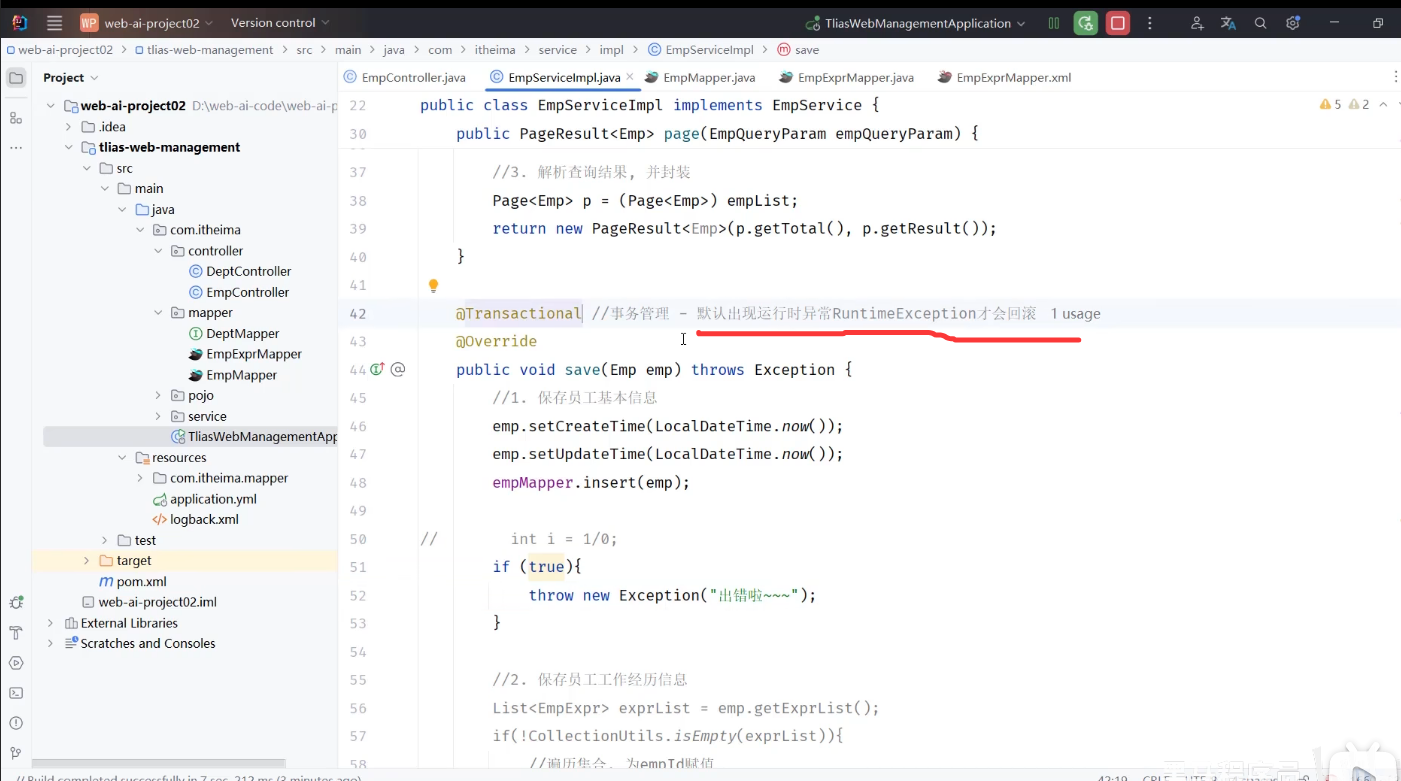 WP web-ai-project02 Version control TliasWebManagementApplication
web-ai-project02 tlias-web-management src main java com itheima service impl EmpServiceImpl save
Project
EmpController.java EmpServiceImpl.java EmpMapper.java EmpExprMapper.java EmpExprMapper.xml
web-ai-project02 D:\web-ai-code\web-ai-p
.idea
tlias-web-management
src
main
java
com.itheima
controller
DeptController
EmpController
mapper
DeptMapper
EmpExprMapper
EmpMapper
pojo
service
TliasWebManagementApp
resources
com.itheima.mapper
application.yml
logback.xml
test
target
pom.xml
web-ai-project02.iml
External Libraries
Scratches and Consoles
22 public class EmpServiceImpl implements EmpService {
5 2
30 public PageResult<Emp> page(EmpQueryParam empQueryParam) {
37 //3. 解析查询结果, 并封装
38 Page<Emp> p = (Page<Emp>) empList;
39 return new PageResult<Emp>(p.getTotal(), p.getResult());
40 }
41
42 @Transactional //事务管理 - 默认出现运行时异常RuntimeException才会回滚 1 usage
43 @Override
44 public void save(Emp emp) throws Exception {
45 //1. 保存员工基本信息
46 emp.setCreateTime(LocalDateTime.now());
47 emp.setUpdateTime(LocalDateTime.now());
48 empMapper.insert(emp);
49
50 // int i = 1/0;
51 if (true){
52 throw new Exception("出错啦~~~");
53 }
54
55 //2. 保存员工工作经历信息
56 List<EmpExpr> exprList = emp.getExprList();
57 if(!CollectionUtils.isEmpty(exprList)){
58 //遍历集合, 为empId赋值
// Build completed successfully in 7 sec, 212 ms (3 minutes ago) 42:19